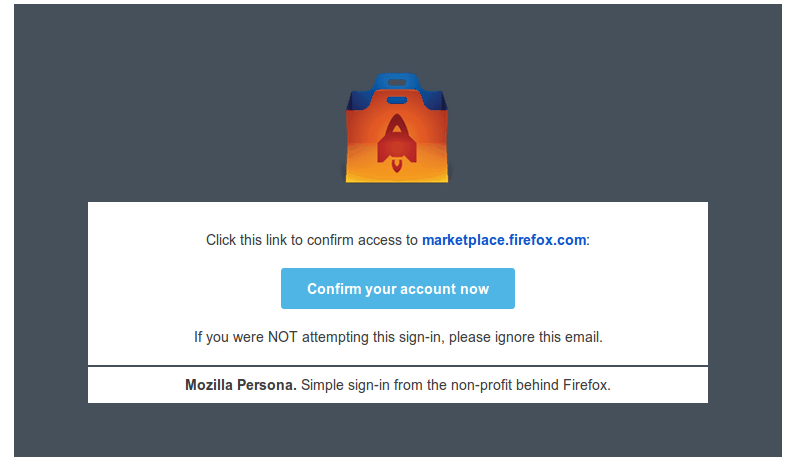 Click this link to confirm access to marketplace.firefox.com:
Confirm your account now
If you were NOT attempting this sign-in, please ignore this email.
Mozilla Persona. Simple sign-in from the non-profit behind Firefox.